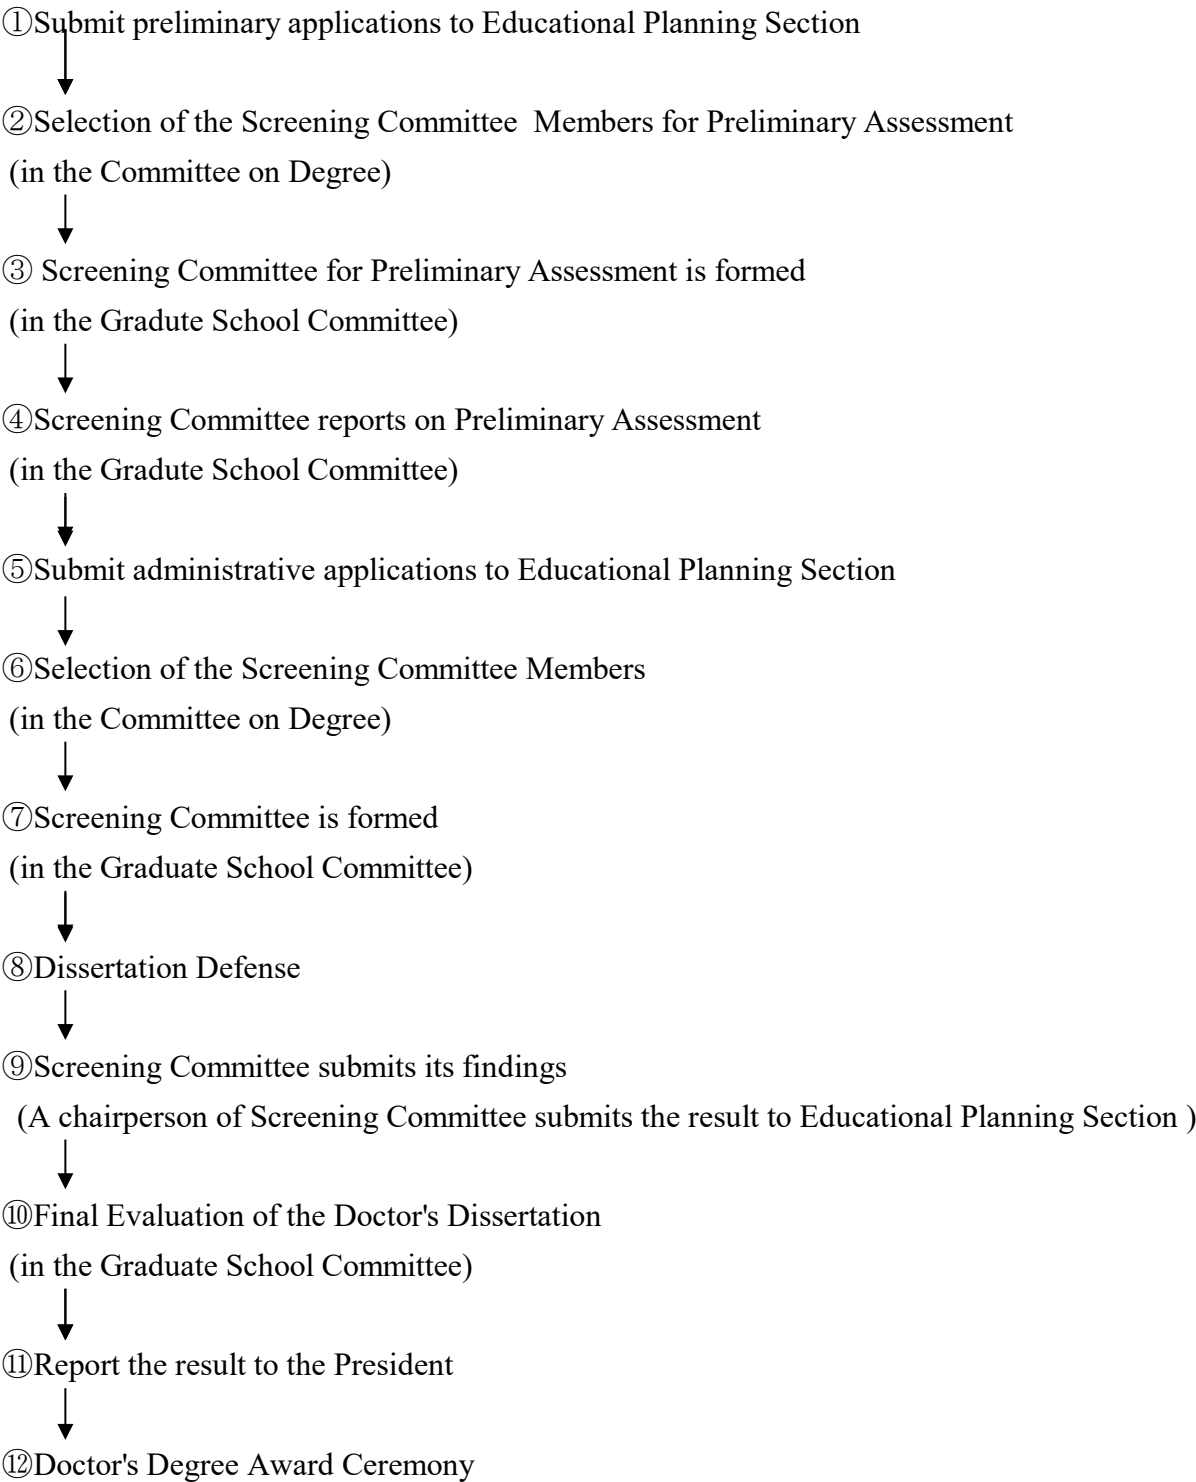 ①Submit preliminary applications to Educational Planning Section
②Selection of the Screening Committee  Members for Preliminary Assessment
(in the Committee on Degree)
③ Screening Committee for Preliminary Assessment is formed
(in the Gradute School Committee)
④Screening Committee reports on Preliminary Assessment
(in the Gradute School Committee)
⑤Submit administrative applications to Educational Planning Section
⑥Selection of the Screening Committee Members
(in the Committee on Degree)
⑦Screening Committee is formed
(in the Graduate School Committee)
⑧Dissertation Defense
⑨Screening Committee submits its findings
(A chairperson of Screening Committee submits the result to Educational Planning Section )
⑩Final Evaluation of the Doctor's Dissertation
(in the Graduate School Committee)
⑪Report the result to the President
⑫Doctor's Degree Award Ceremony